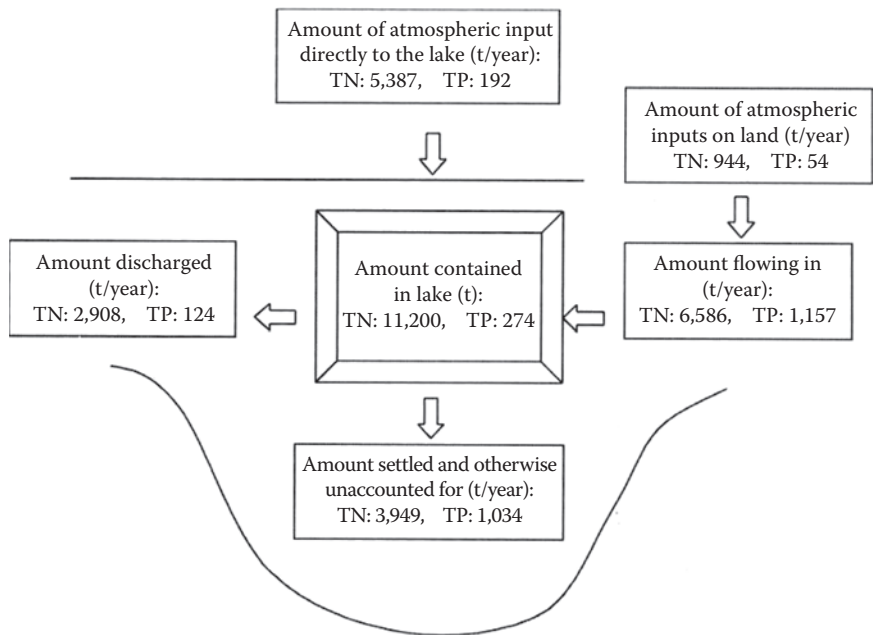 Amount of atmospheric input
directly to the lake (t/year):
TN: 5,387, TP: 192
Amount of atmospheric
inputs on land (t/year)
TN: 944, TP: 54
Amount discharged
(t/year):
TN: 2,908, TP: 124
Amount contained
in lake (t):
TN: 11,200, TP: 274
Amount flowing in
(t/year):
TN: 6,586, TP: 1,157
Amount settled and otherwise
unaccounted for (t/year):
TN: 3,949, TP: 1,034